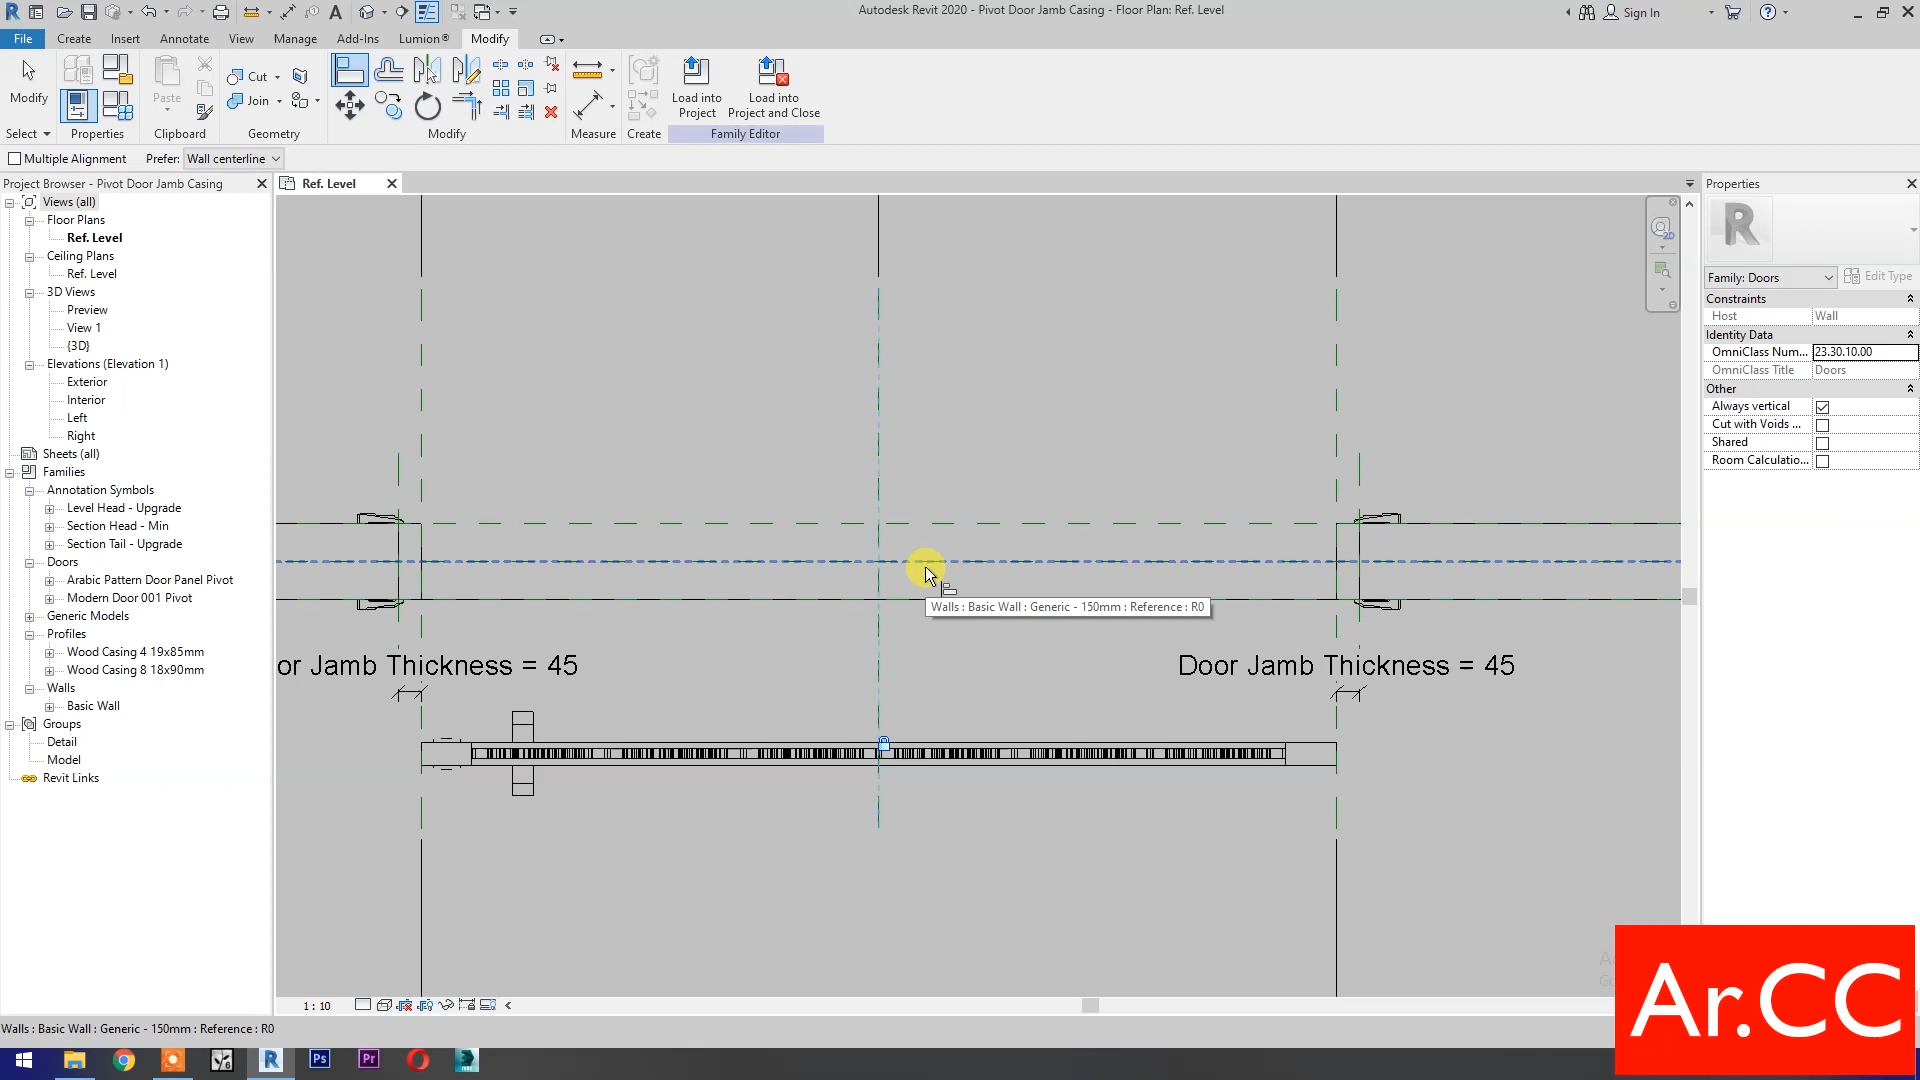 Autodesk Revit 2020 - Pivot Door Jamb Casing - Floor Plan: Ref. Level
Sign In
File
Create
Insert
Annotate
View
Manage
Add-Ins
Lumion®
Modify
Modify
Paste
Cut
Join
Load into
Project
Load into
Project and Close
Select
Properties
Clipboard
Geometry
Modify
Measure
Create
Family Editor
Multiple Alignment
Prefer:
Wall centerline
Project Browser - Pivot Door Jamb Casing
Views (all)
Floor Plans
Ref. Level
Ceiling Plans
Ref. Level
3D Views
Preview
View 1
{3D}
Elevations (Elevation 1)
Exterior
Interior
Left
Right
Sheets (all)
Families
Annotation Symbols
Level Head - Upgrade
Section Head - Min
Section Tail - Upgrade
Doors
Arabic Pattern Door Panel Pivot
Modern Door 001 Pivot
Generic Models
Profiles
Wood Casing 4 19x85mm
Wood Casing 8 18x90mm
Walls
Basic Wall
Groups
Detail
Model
Revit Links
Ref. Level
Walls : Basic Wall : Generic - 150mm : Reference : R0
or Jamb Thickness = 45
Door Jamb Thickness = 45
2D
Properties
R
Family: Doors
Edit Type
Constraints
Host
Wall
Identity Data
OmniClass Num...
23.30.10.00
OmniClass Title
Doors
Other
Always vertical
Cut with Voids ...
Shared
Room Calculatio...
1 : 10
Walls : Basic Wall : Generic - 150mm : Reference : R0
Ps
Pr
Ar.CC